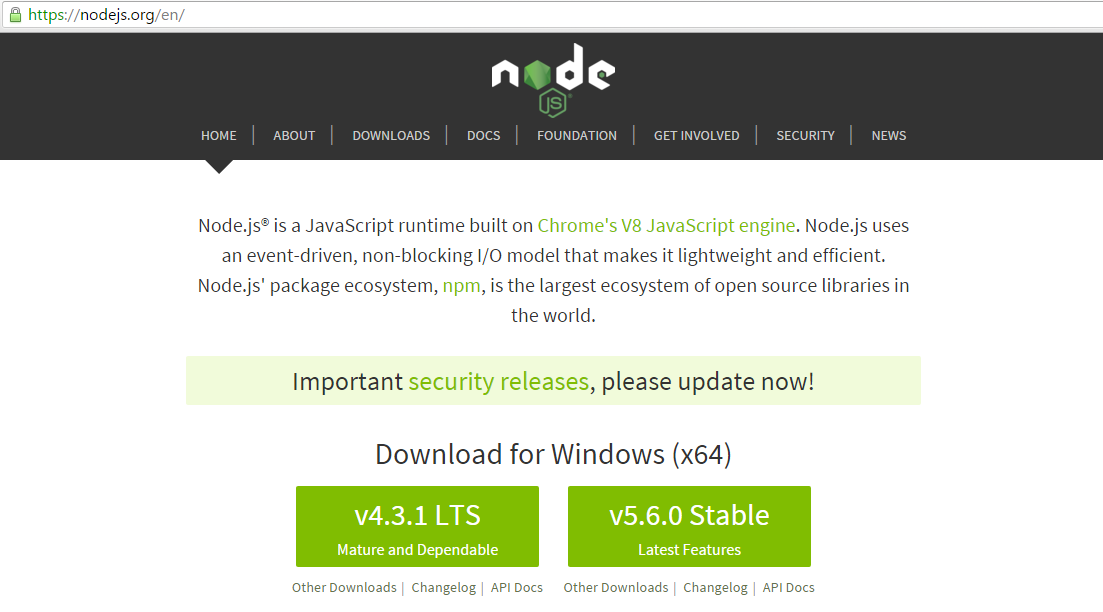 https://nodejs.org/en/
node
JS
HOME | ABOUT | DOWNLOADS | DOCS | FOUNDATION | GET INVOLVED | SECURITY | NEWS
Node.js® is a JavaScript runtime built on Chrome's V8 JavaScript engine. Node.js uses
an event-driven, non-blocking I/O model that makes it lightweight and efficient.
Node.js' package ecosystem, npm, is the largest ecosystem of open source libraries in
the world.
Important security releases, please update now!
Download for Windows (x64)
v4.3.1 LTS
Mature and Dependable
v5.6.0 Stable
Latest Features
Other Downloads | Changelog | API Docs
Other Downloads | Changelog | API Docs